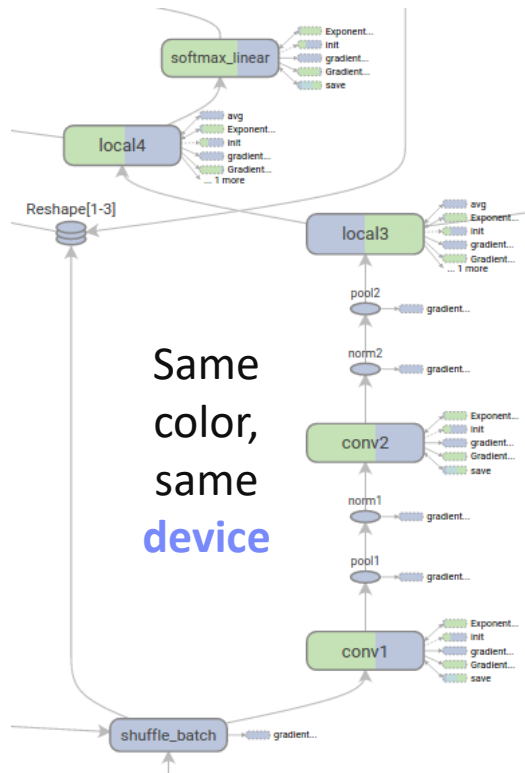 softmax_linear
Exponent...
init
gradient...
Gradient...
save
local4
avg
Exponent...
init
gradient...
Gradient...
... 1 more
Reshape[1-3]
local3
avg
Exponent...
init
gradient...
Gradient...
... 1 more
pool2
gradient...
norm2
gradient...
Same
color,
same
device
conv2
Exponent...
init
gradient...
Gradient...
save
norm1
gradient...
pool1
gradient...
conv1
Exponent...
init
gradient...
Gradient...
save
shuffle_batch
gradient...